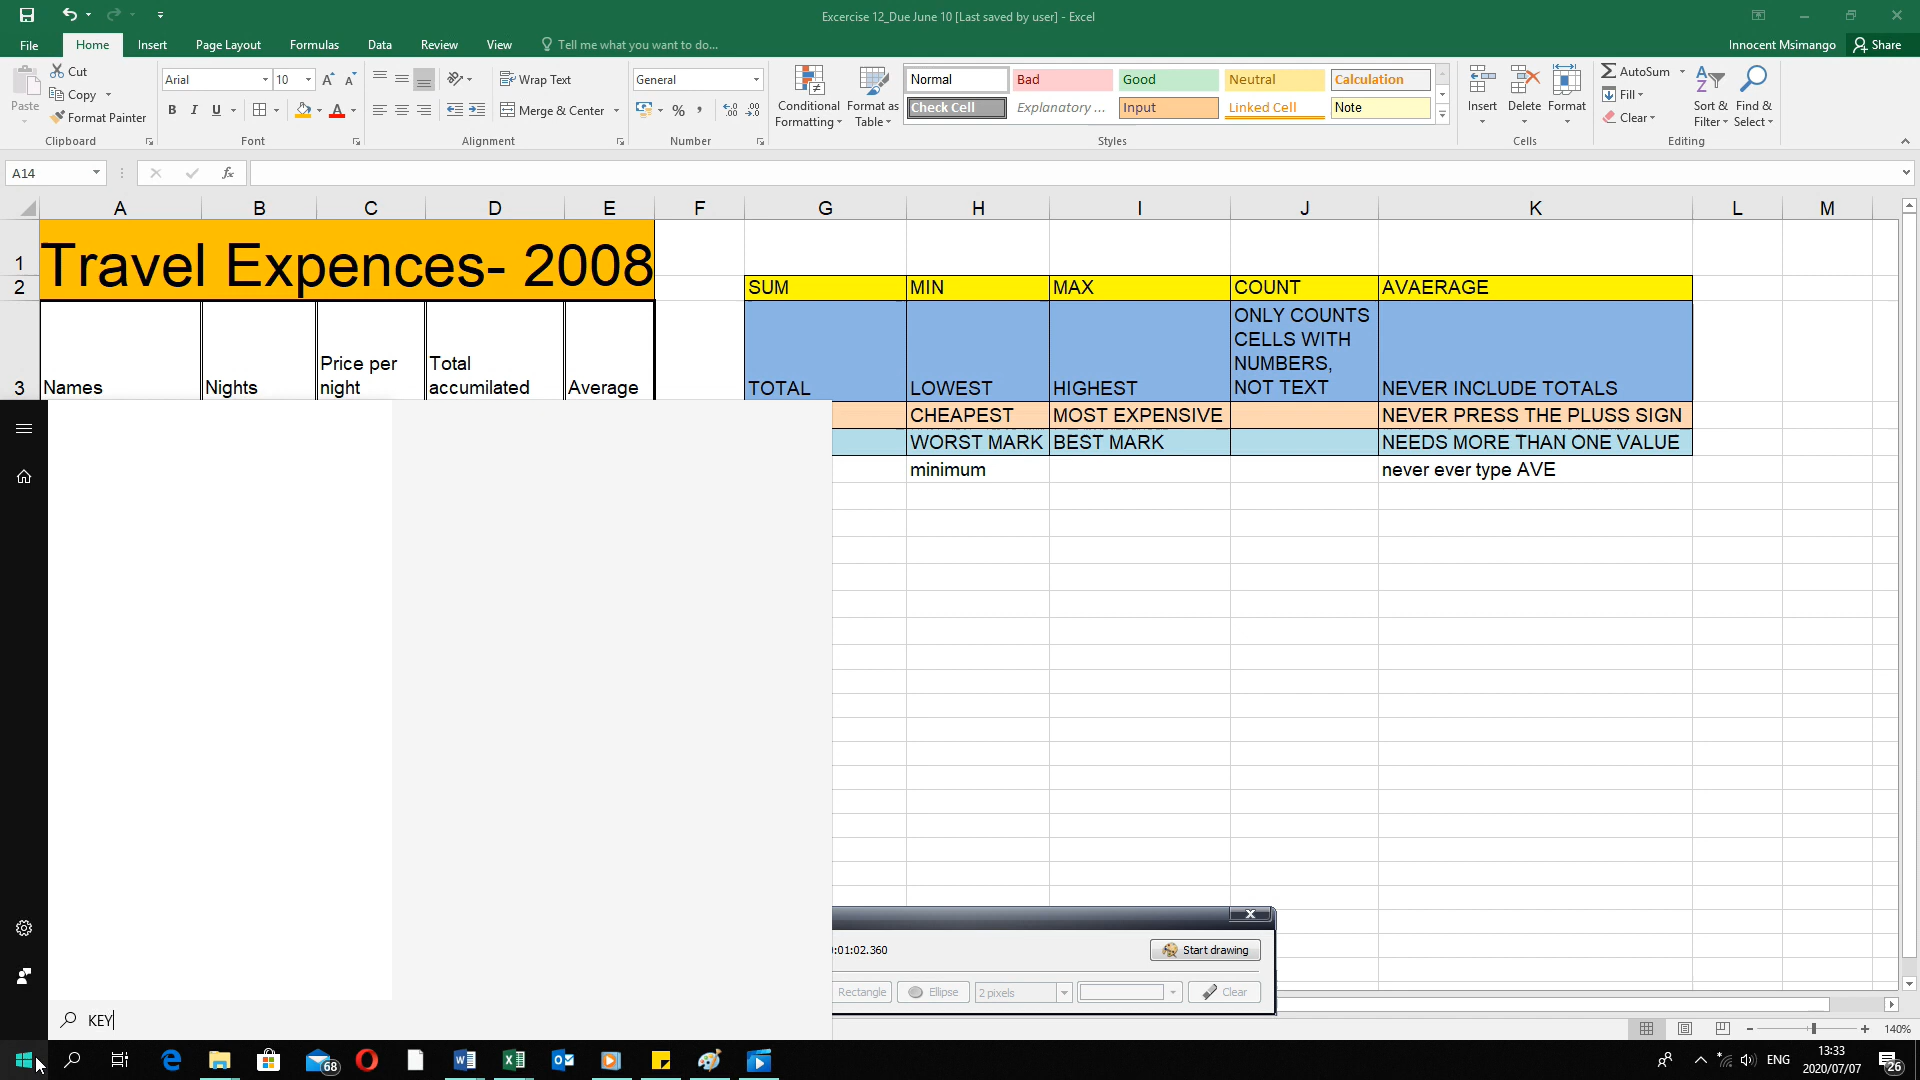 Excercise 12_Due June 10 [Last saved by user] - Excel
File Home Insert Page Layout Formulas Data Review View Tell me what you want to do... Innocent Msimango Share
Paste Cut Copy Format Painter
Clipboard
Arial 10
B I U A
Font
Wrap Text
Merge & Center
Alignment
General
%
Number
Conditional Formatting
Format as Table
Normal Bad Good Neutral Calculation
Check Cell Explanatory ... Input Linked Cell Note
Styles
Insert Delete Format
Cells
AutoSum
Fill
Clear
Sort & Filter
Find & Select
Editing
A14 fx
A B C D E F G H I J K L M
1 Travel Expences- 2008
2 SUM MIN MAX COUNT AVAERAGE
3 Names Nights Price per night Total accumilated Average TOTAL LOWEST HIGHEST ONLY COUNTS CELLS WITH NUMBERS, NOT TEXT NEVER INCLUDE TOTALS
CHEAPEST MOST EXPENSIVE NEVER PRESS THE PLUSS SIGN
WORST MARK BEST MARK NEEDS MORE THAN ONE VALUE
minimum never ever type AVE
:01:02.360 Start drawing
Rectangle Ellipse 2 pixels Clear
KEY
140%
68 ENG 13:33
2020/07/07 26